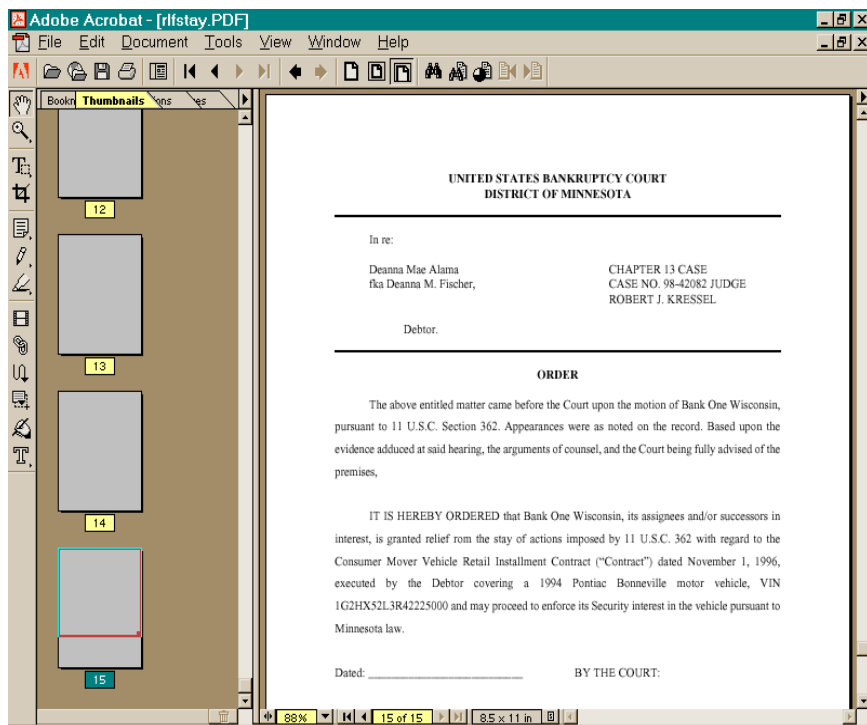 Adobe Acrobat - [rlfstay.PDF]
File Edit Document Tools View Window Help
Bookn Thumbnails ions es
12
13
14
15
UNITED STATES BANKRUPTCY COURT
DISTRICT OF MINNESOTA
In re:
Deanna Mae Alama
fka Deanna M. Fischer,
CHAPTER 13 CASE
CASE NO. 98-42082 JUDGE
ROBERT J. KRESSEL
Debtor.
ORDER
The above entitled matter came before the Court upon the motion of Bank One Wisconsin,
pursuant to 11 U.S.C. Section 362. Appearances were as noted on the record. Based upon the
evidence adduced at said hearing, the arguments of counsel, and the Court being fully advised of the
premises,
IT IS HEREBY ORDERED that Bank One Wisconsin, its assignees and/or successors in
interest, is granted relief rom the stay of actions imposed by 11 U.S.C. 362 with regard to the
Consumer Mover Vehicle Retail Installment Contract (“Contract”) dated November 1, 1996,
executed by the Debtor covering a 1994 Pontiac Bonneville motor vehicle, VIN
1G2HX52L3R42225000 and may proceed to enforce its Security interest in the vehicle pursuant to
Minnesota law.
Dated: ____________________________ BY THE COURT:
88% 15 of 15 8.5 x 11 in